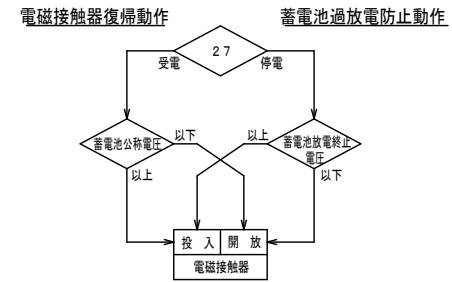 電磁接触器復帰動作
蓄電池過放電防止動作
27
受電
停電
蓄電池公称電圧
以下
以上
蓄電池放電終止
電圧
以上
以下
投入
開放
電磁接触器